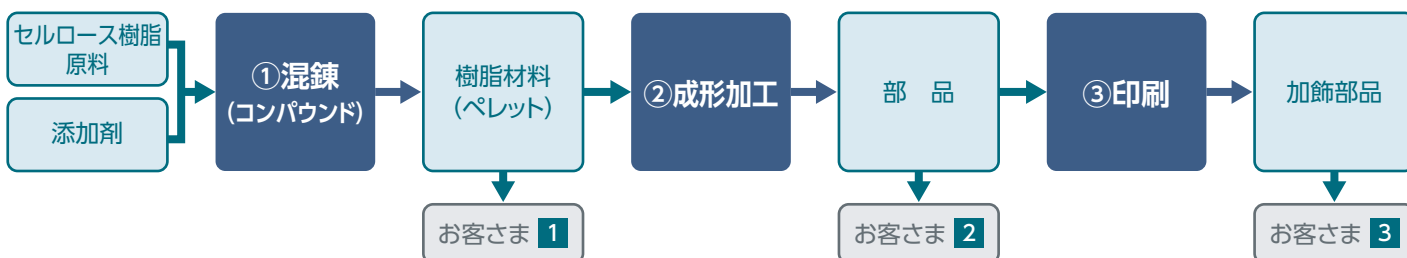 セルロース樹脂
原料
添加剤
①混錬
(コンパウンド)
樹脂材料
(ペレット)
お客さま 1
②成形加工
部 品
お客さま 2
③印刷
加飾部品
お客さま 3